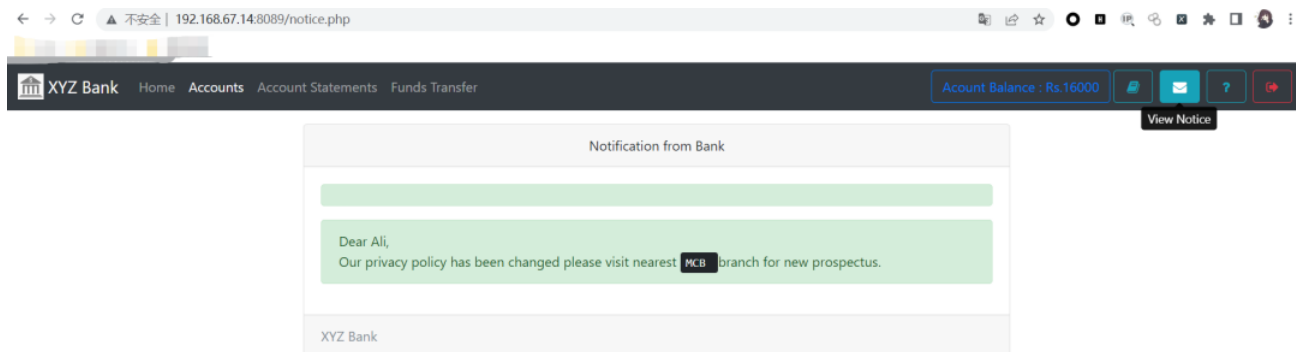 不安全 | 192.168.67.14:8089/notice.php
XYZ Bank Home Accounts Account Statements Funds Transfer Acount Balance : Rs.16000 ?
View Notice
Notification from Bank
Dear Ali,
Our privacy policy has been changed please visit nearest MCB branch for new prospectus.
XYZ Bank